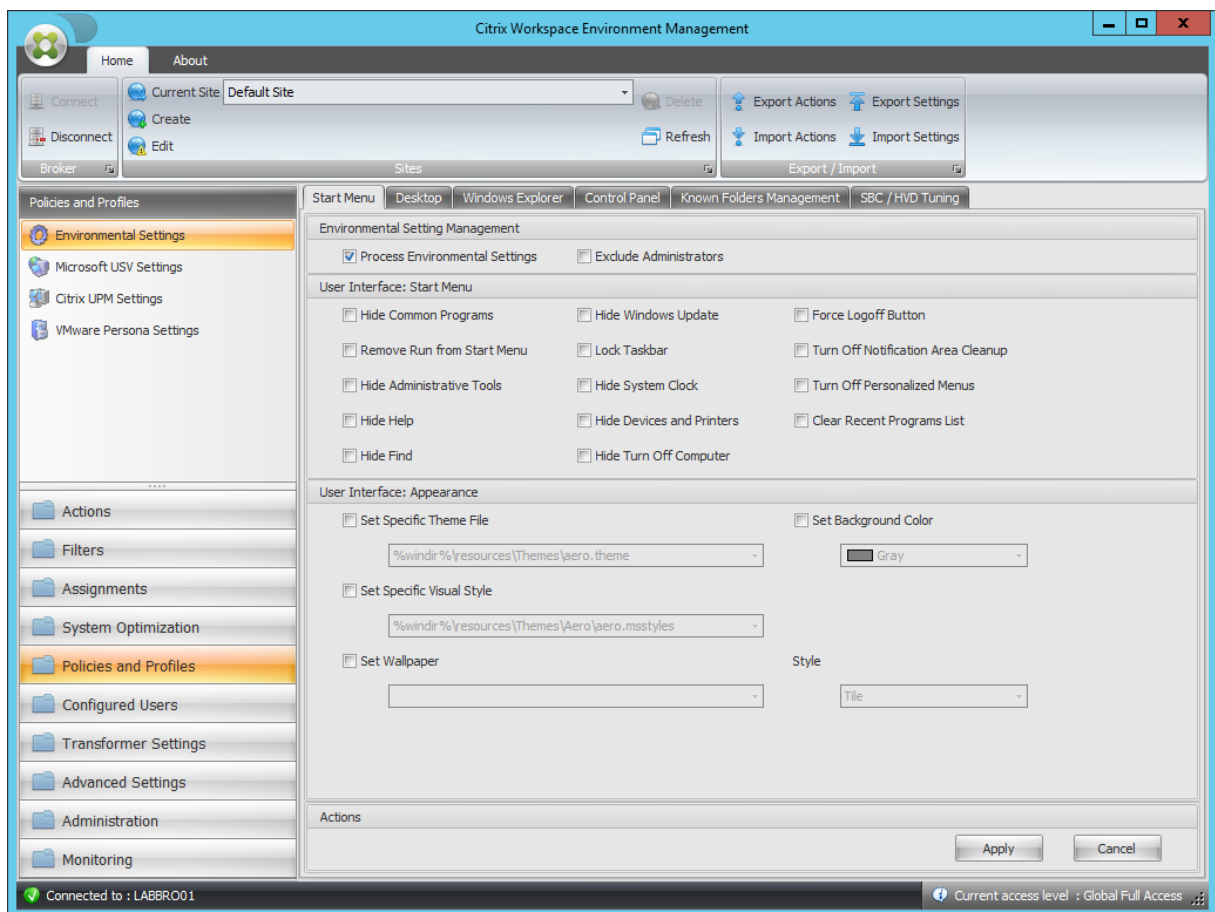 Citrix Workspace Environment Management
Home About
Connect
Disconnect
Broker
Current Site Default Site
Create
Edit
Delete
Refresh
Sites
Export Actions Export Settings
Import Actions Import Settings
Export / Import
Policies and Profiles
Environmental Settings
Microsoft USV Settings
Citrix UPM Settings
VMware Persona Settings
Actions
Filters
Assignments
System Optimization
Policies and Profiles
Configured Users
Transformer Settings
Advanced Settings
Administration
Monitoring
Start Menu Desktop Windows Explorer Control Panel Known Folders Management SBC / HVD Tuning
Environmental Setting Management
Process Environmental Settings Exclude Administrators
User Interface: Start Menu
Hide Common Programs Hide Windows Update Force Logoff Button
Remove Run from Start Menu Lock Taskbar Turn Off Notification Area Cleanup
Hide Administrative Tools Hide System Clock Turn Off Personalized Menus
Hide Help Hide Devices and Printers Clear Recent Programs List
Hide Find Hide Turn Off Computer
User Interface: Appearance
Set Specific Theme File Set Background Color
%windir%\resources\Themes\aero.theme Gray
Set Specific Visual Style
%windir%\resources\Themes\Aero\aero.msstyles
Set Wallpaper Style
Tile
Actions
Apply Cancel
Connected to : LABBRO01 Current access level : Global Full Access